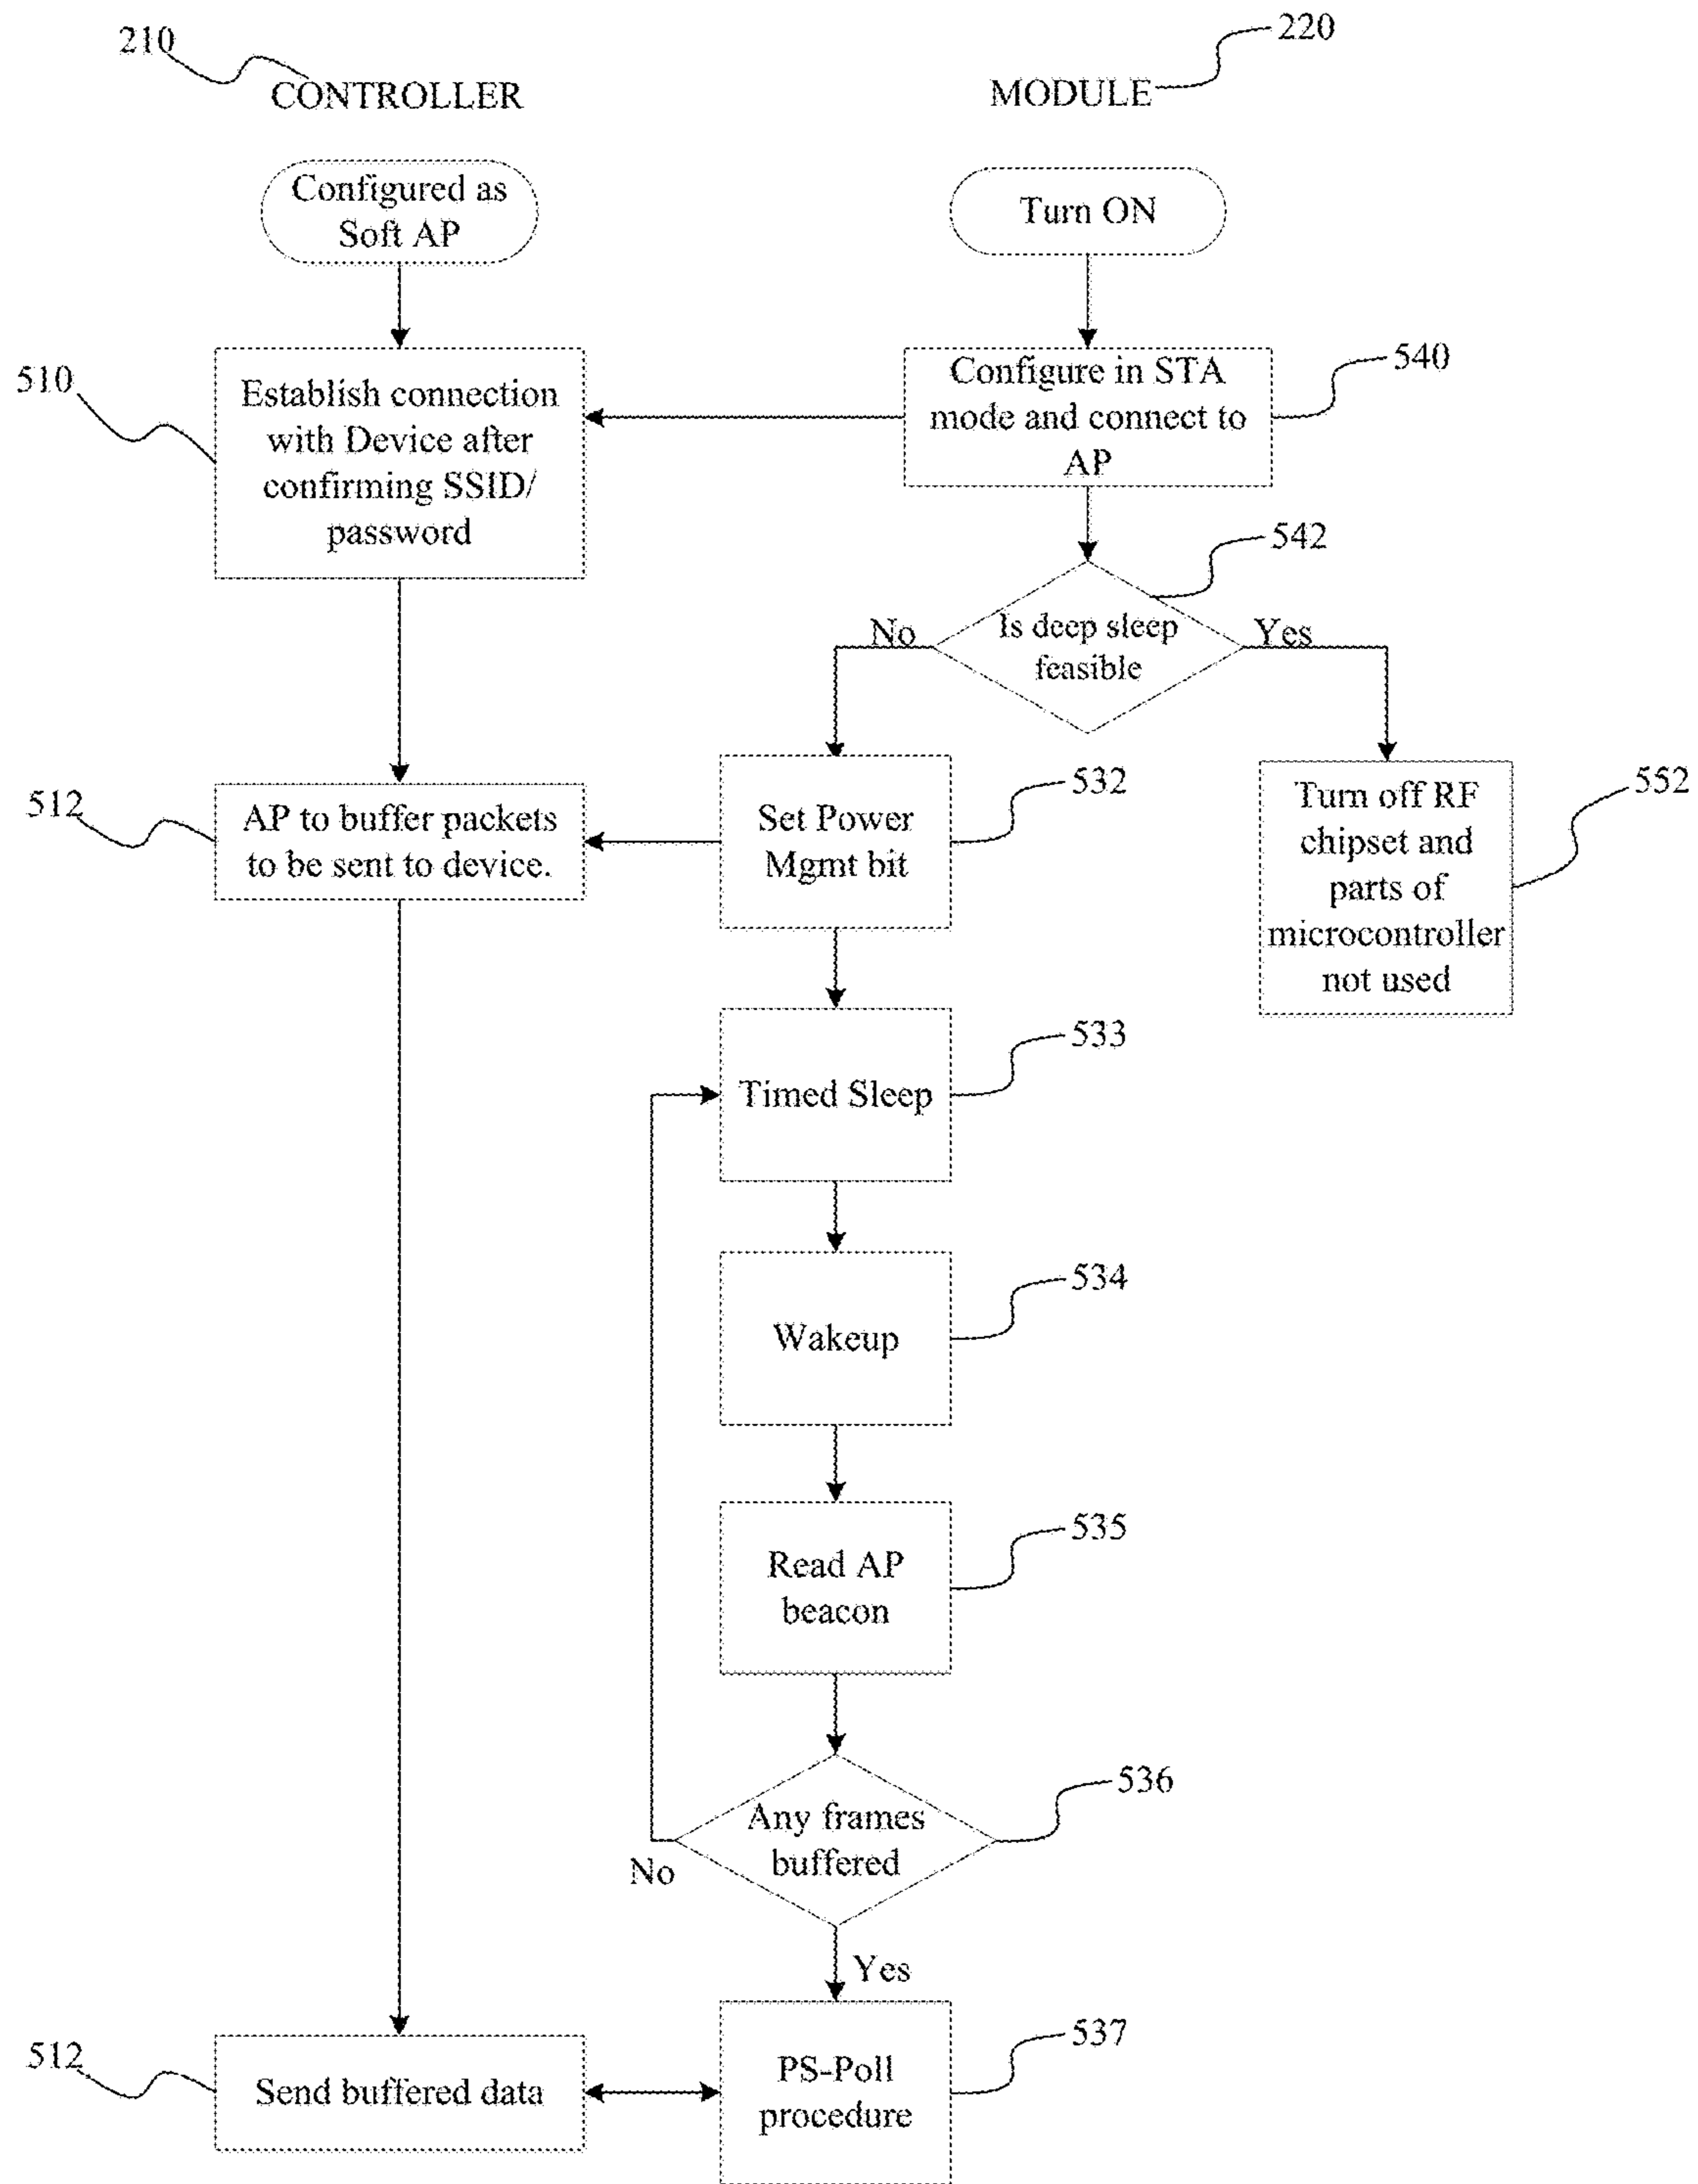 210
220
CONTROLLER
MODULE
Configured as
Soft AP
Turn ON
510
Establish connection
with Device after
confirming SSID/
password
Configure in STA
mode and connect to
AP
540
542
Is deep sleep
feasible
No
Yes
512
AP to buffer packets
to be sent to device.
Set Power
Mgmt bit
532
Turn off RF
chipset and
parts of
microcontroller
not used
552
Timed Sleep
533
Wakeup
534
Read AP
beacon
535
Any frames
buffered
536
No
Yes
512
Send buffered data
PS-Poll
procedure
537